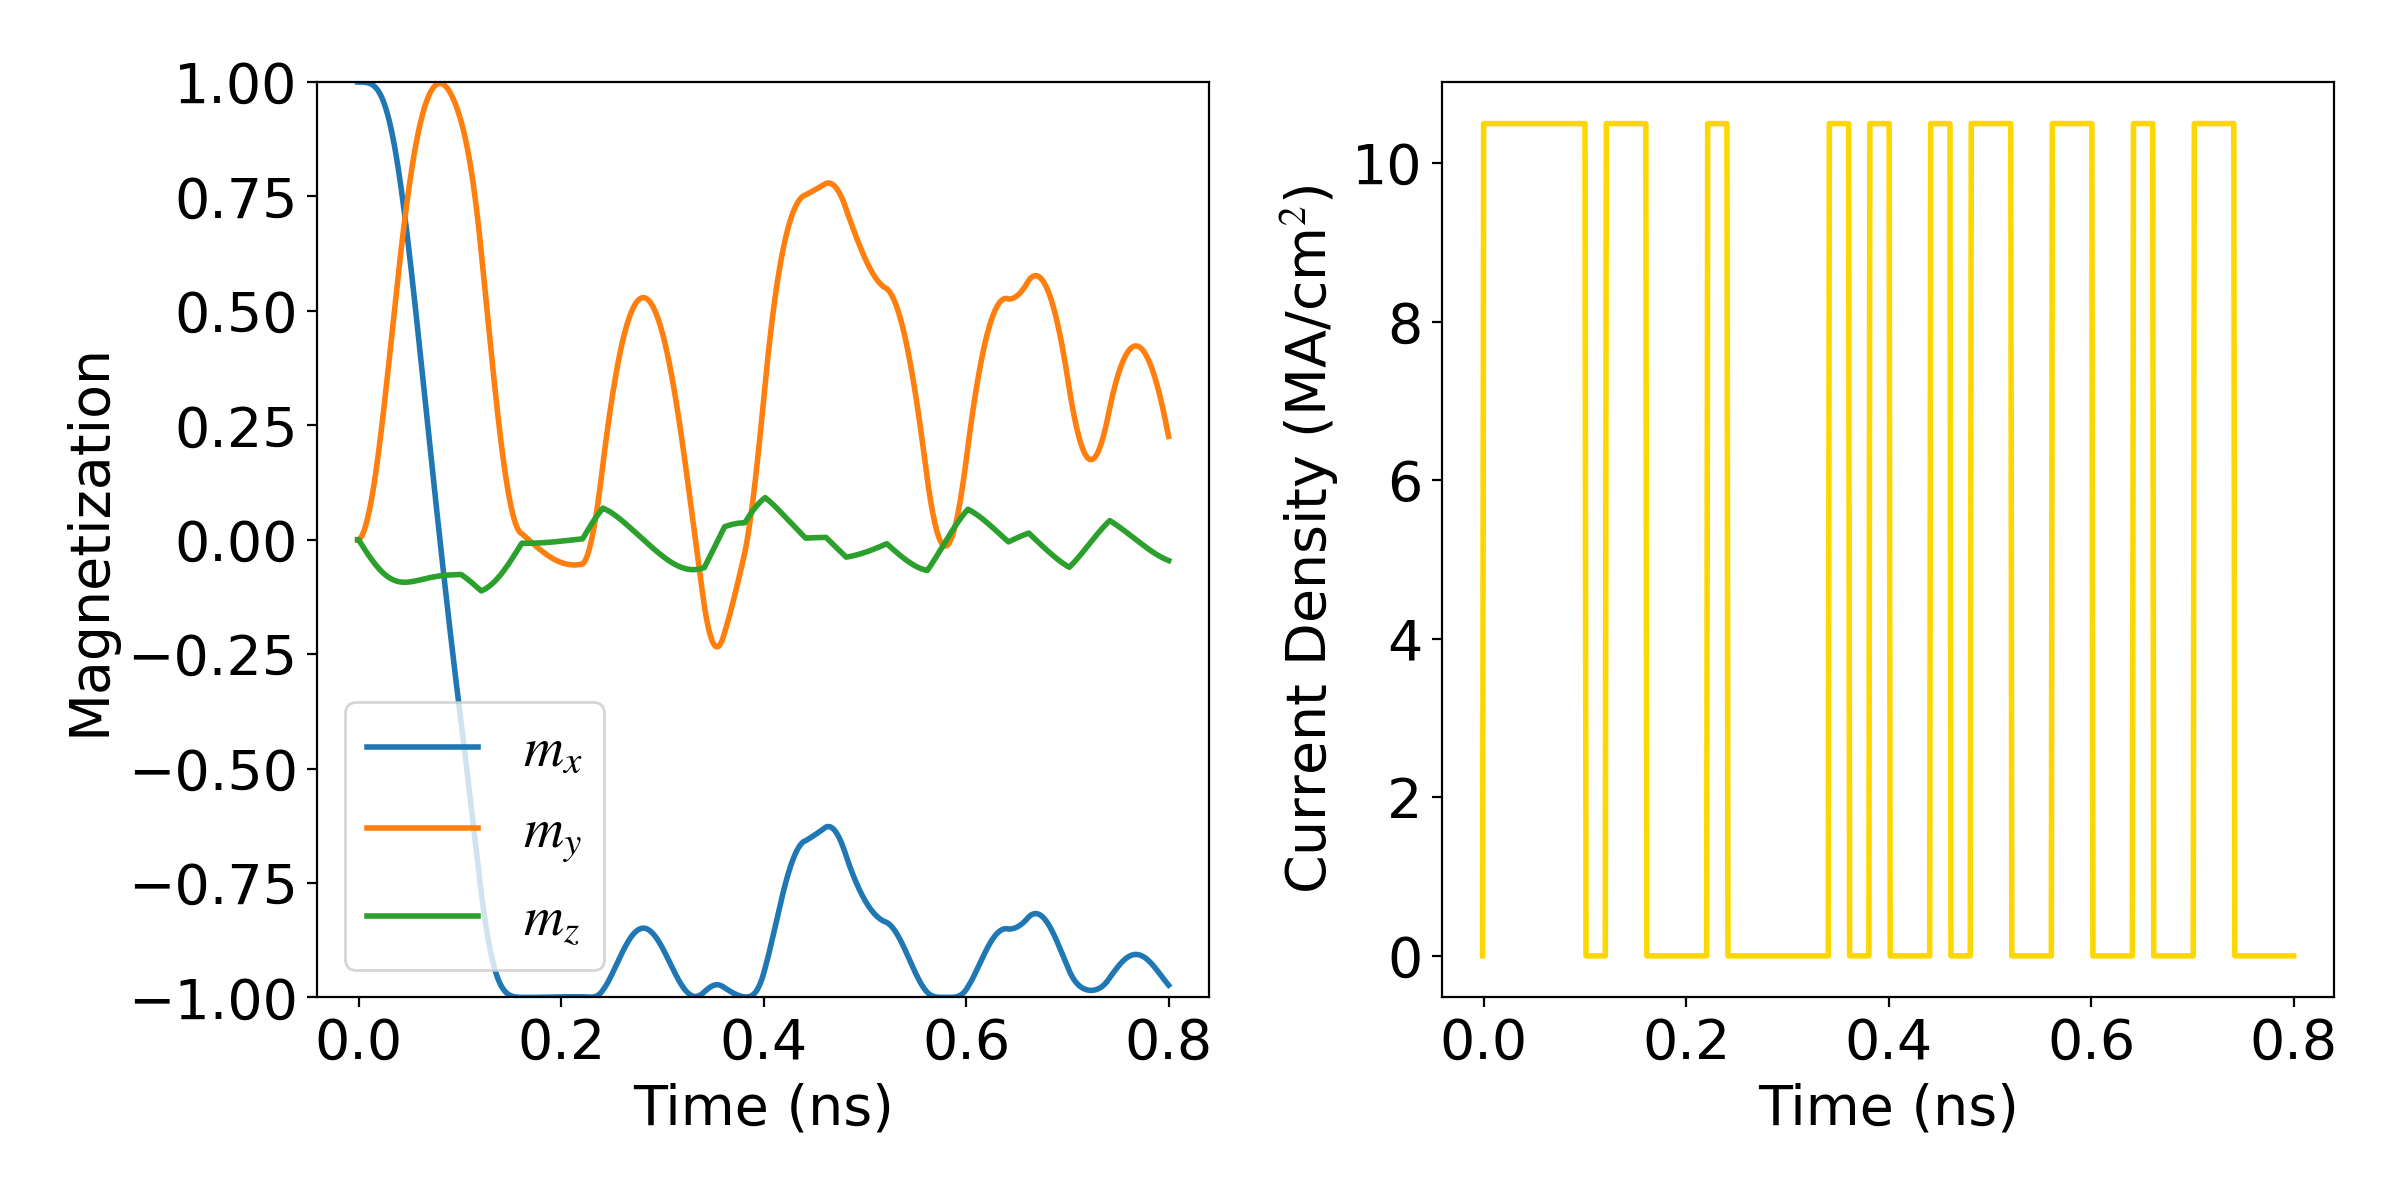 1.00
0.75
0.50
0.25
0.00
−0.25
−0.50
−0.75
−1.00
Magnetization
m_x
m_y
m_z
0.0 0.2 0.4 0.6 0.8
Time (ns)
10
8
6
4
2
0
Current Density (MA/cm²)
0.0 0.2 0.4 0.6 0.8
Time (ns)